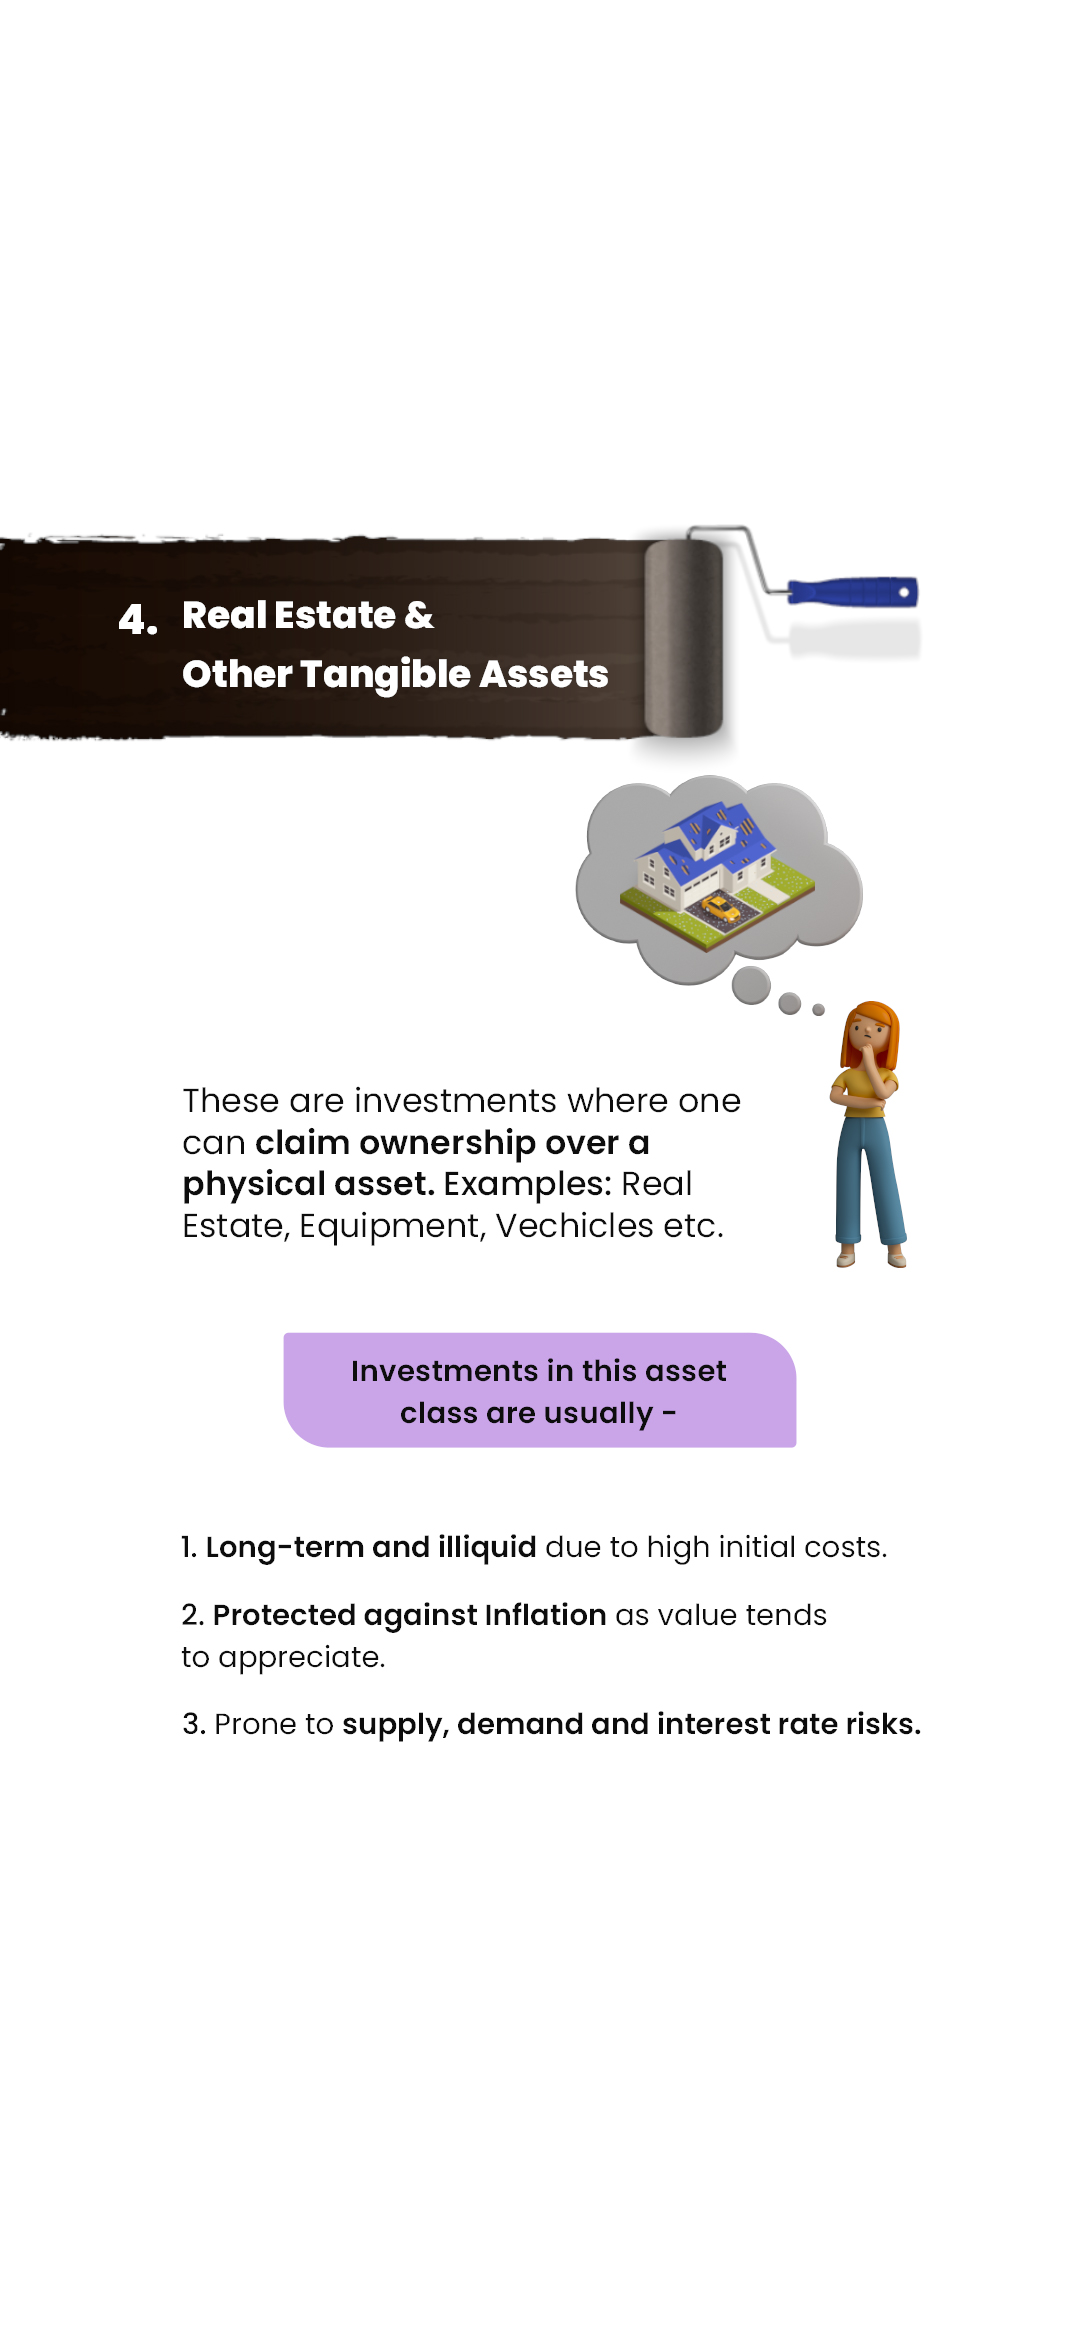 4. Real Estate &
Other Tangible Assets
These are investments where one
can claim ownership over a
physical asset. Examples: Real
Estate, Equipment, Vechicles etc.
Investments in this asset
class are usually -
1. Long-term and illiquid due to high initial costs.
2. Protected against Inflation as value tends
to appreciate.
3. Prone to supply, demand and interest rate risks.